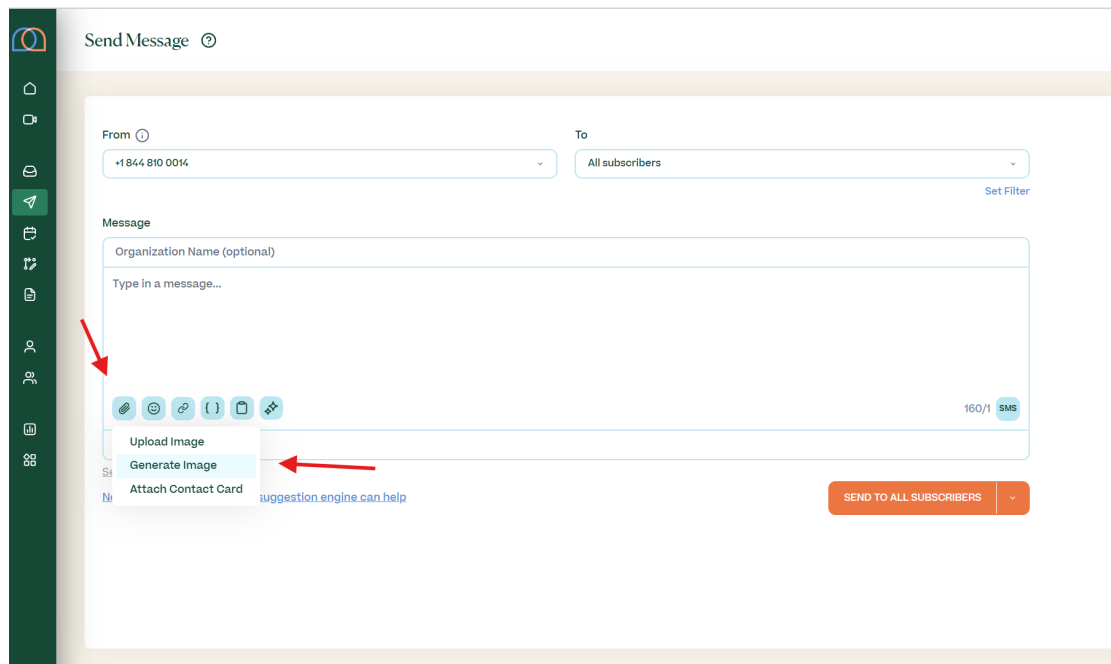 Send Message
From
To
+1 844 810 0014
All subscribers
Set Filter
Message
Organization Name (optional)
Type in a message...
{ }
160/1 SMS
Upload Image
Generate Image
Attach Contact Card
suggestion engine can help
SEND TO ALL SUBSCRIBERS